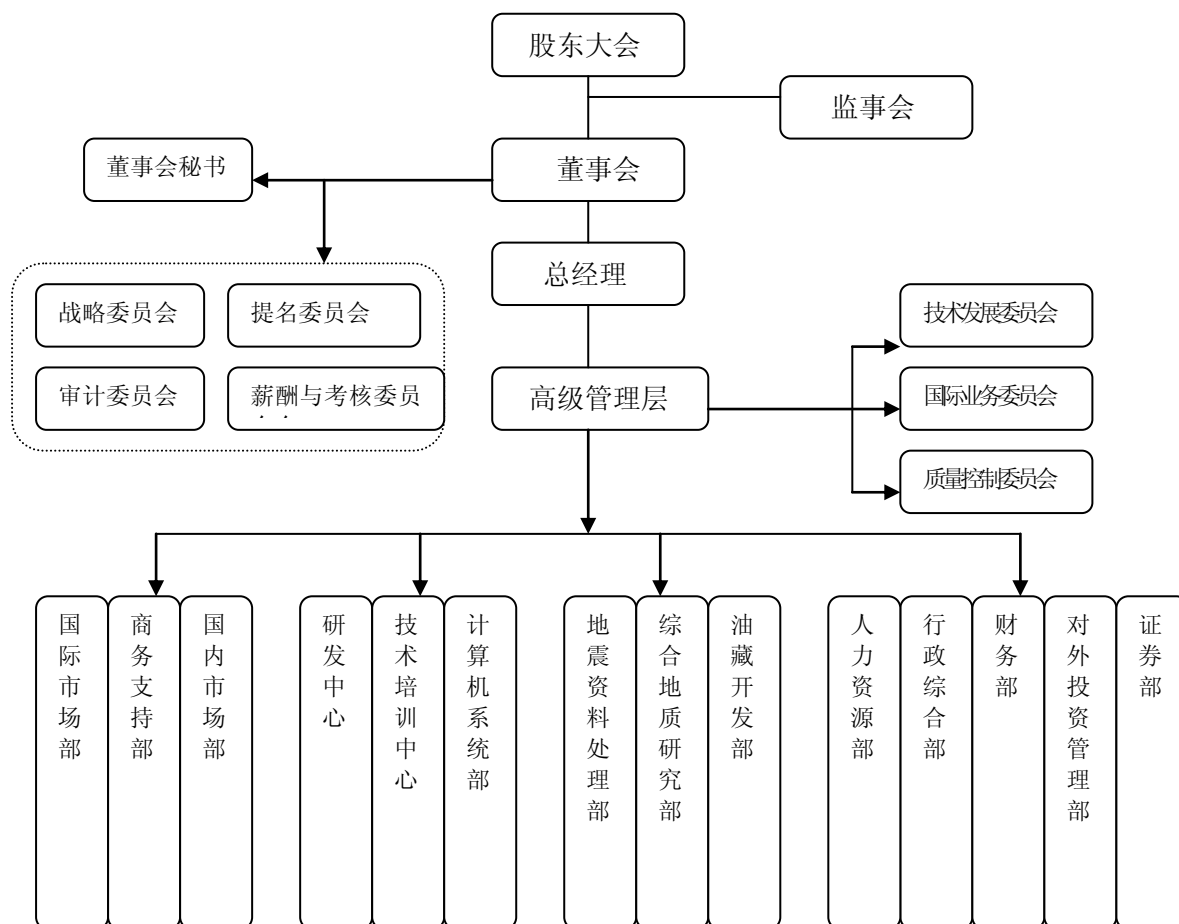 股东大会
监事会
董事会秘书
董事会
总经理
战略委员会
提名委员会
审计委员会
薪酬与考核委员
高级管理层
技术发展委员会
国际业务委员会
质量控制委员会
国际市场部
商务支持部
国内市场部
研发中心
技术培训中心
计算机系统部
地震资料处理部
综合地质研究部
油藏开发部
人力资源部
行政综合部
财务部
对外投资管理部
证券部